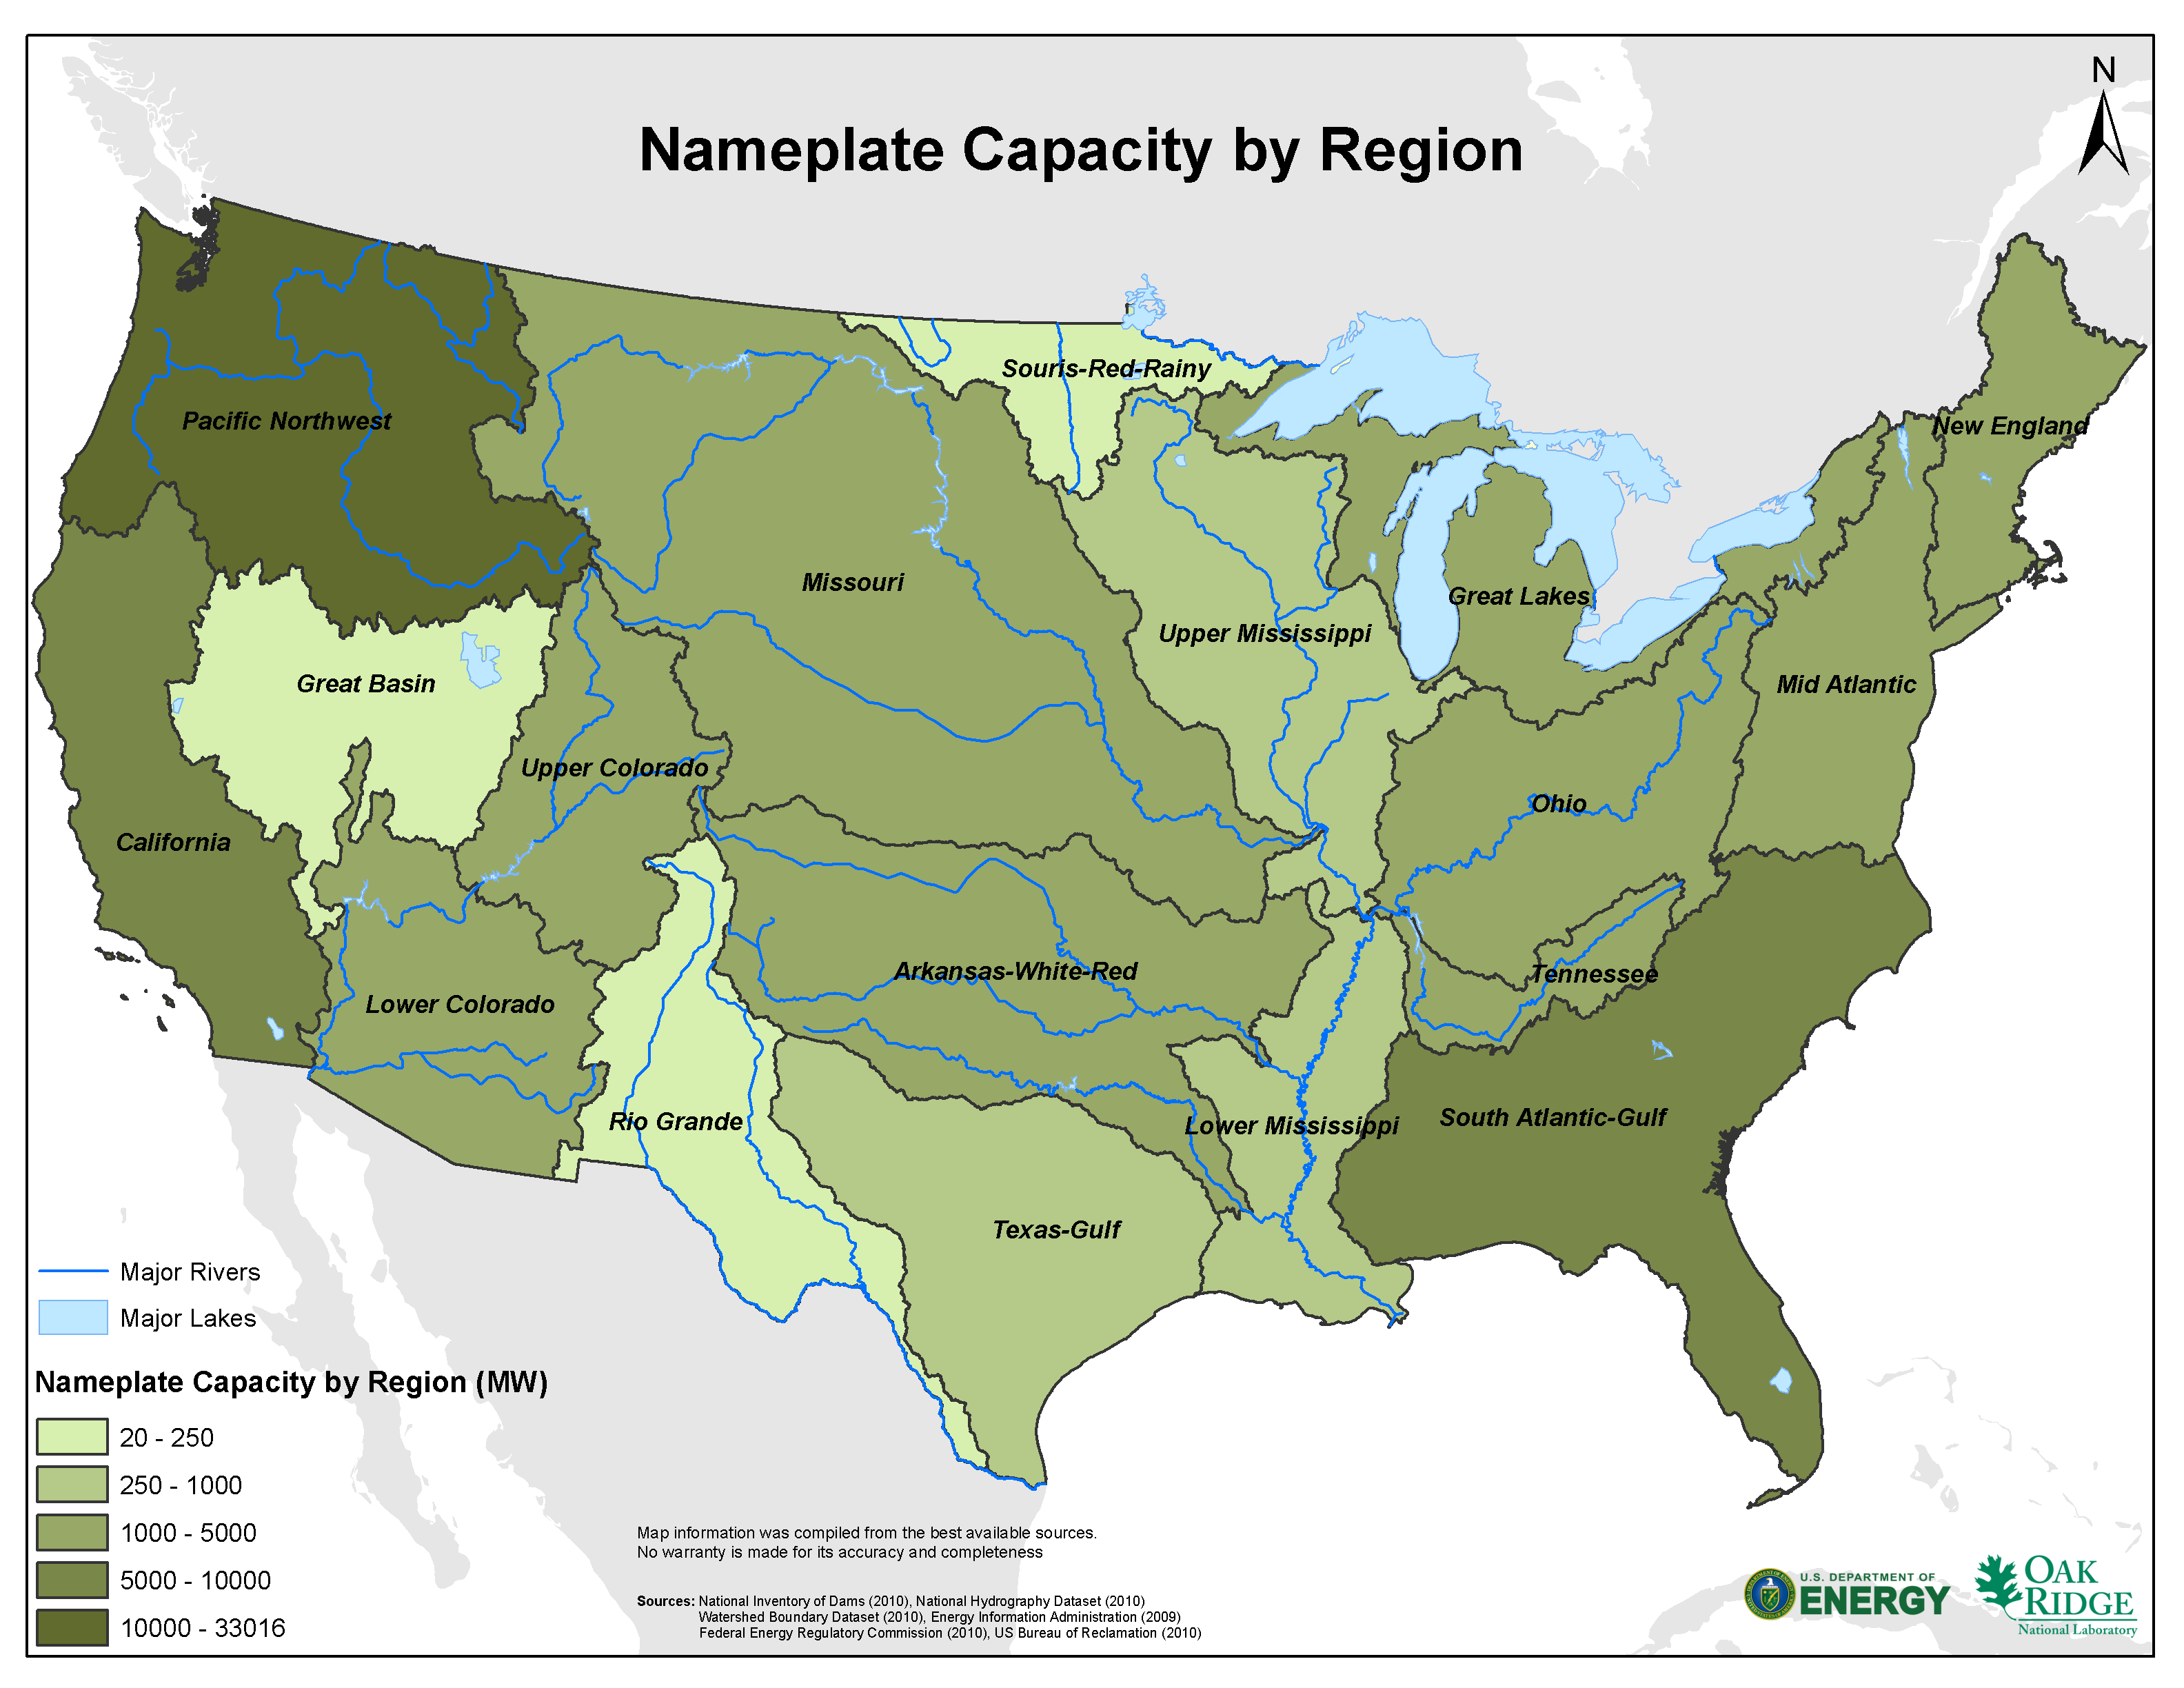 N
Nameplate Capacity by Region
Souris-Red-Rainy
Pacific Northwest
New England
Missouri
Great Lakes
Upper Mississippi
Great Basin
Mid Atlantic
Upper Colorado
Ohio
California
Arkansas-White-Red
Tennessee
Lower Colorado
Rio Grande
Lower Mississippi
South Atlantic-Gulf
Texas-Gulf
Major Rivers
Major Lakes
Nameplate Capacity by Region (MW)
20 - 250
250 - 1000
1000 - 5000
5000 - 10000
10000 - 33016
Map information was compiled from the best available sources.
No warranty is made for its accuracy and completeness
Sources: National Inventory of Dams (2010), National Hydrography Dataset (2010)
Watershed Boundary Dataset (2010), Energy Information Administration (2009)
Federal Energy Regulatory Commission (2010), US Bureau of Reclamation (2010)
U.S. DEPARTMENT OF
ENERGY
OAK
RIDGE
National Laboratory